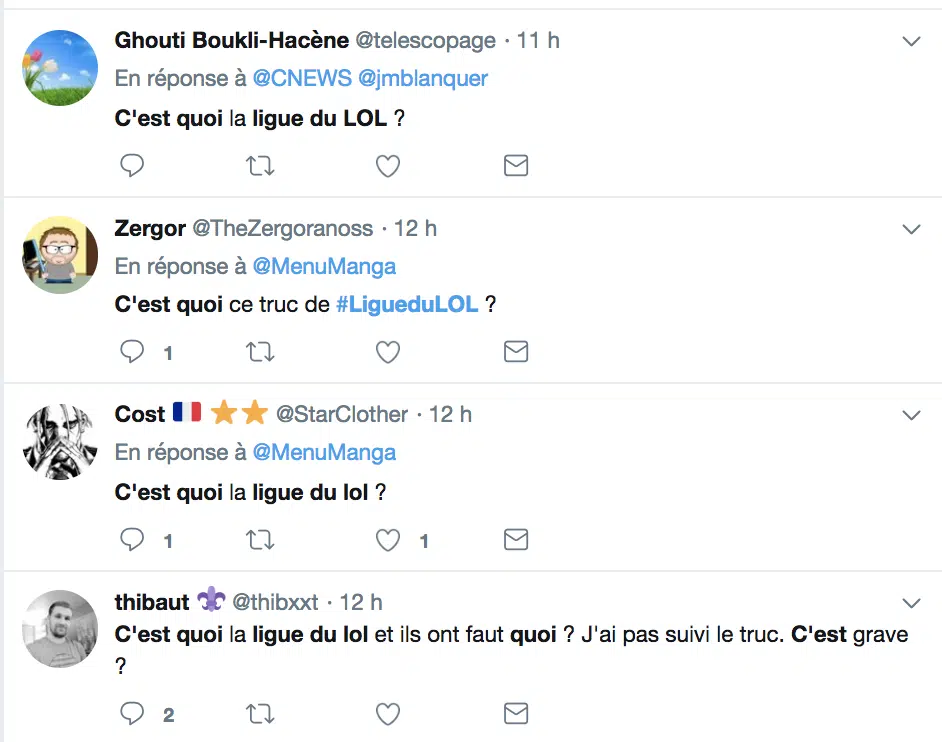 Ghouti Boukli-Hacène @telescopage · 11 h
En réponse à @CNEWS @jmblanquer
C'est quoi la ligue du LOL ?
Zergor @TheZergoranoss · 12 h
En réponse à @MenuManga
C'est quoi ce truc de #LigueduLOL ?
1
Cost 🇫🇷 ⭐⭐ @StarClother · 12 h
En réponse à @MenuManga
C'est quoi la ligue du lol ?
1 1
thibaut ⚜ @thibxxt · 12 h
C'est quoi la ligue du lol et ils ont faut quoi ? J'ai pas suivi le truc. C'est grave
?
2